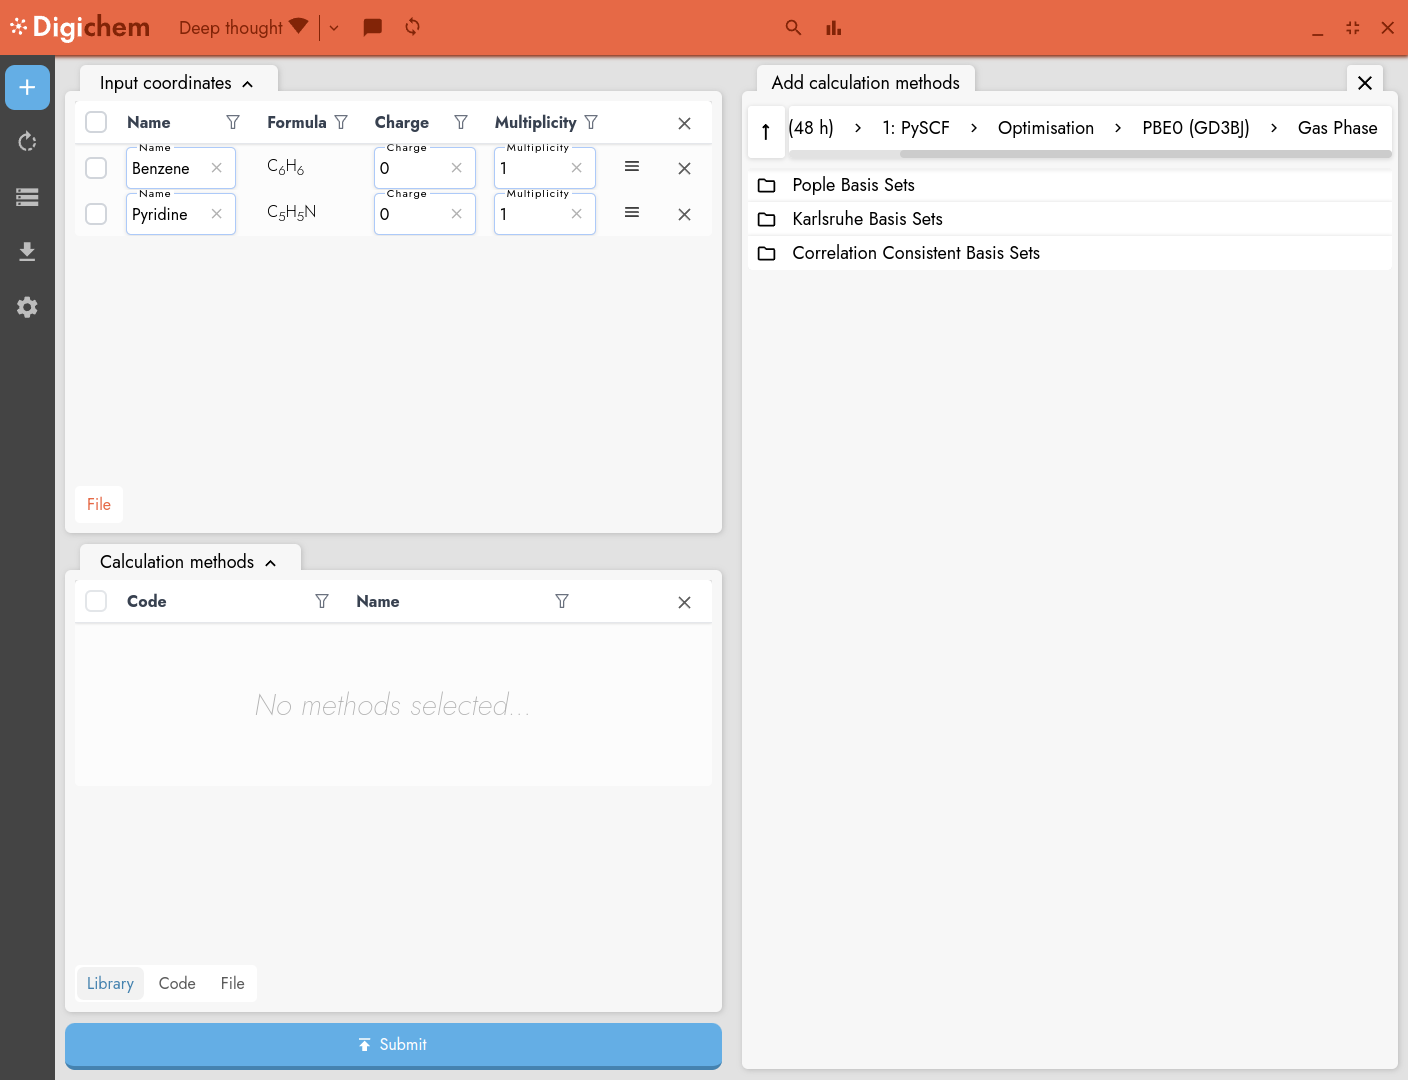 Digichem Deep thought
Input coordinates
Name Formula Charge Multiplicity
Name Charge Multiplicity
Benzene C6H6 0 1
Name Charge Multiplicity
Pyridine C5H5N 0 1
File
Calculation methods
Code Name
No methods selected...
Library Code File
Submit
Add calculation methods
(48 h) > 1: PySCF > Optimisation > PBE0 (GD3BJ) > Gas Phase
Pople Basis Sets
Karlsruhe Basis Sets
Correlation Consistent Basis Sets